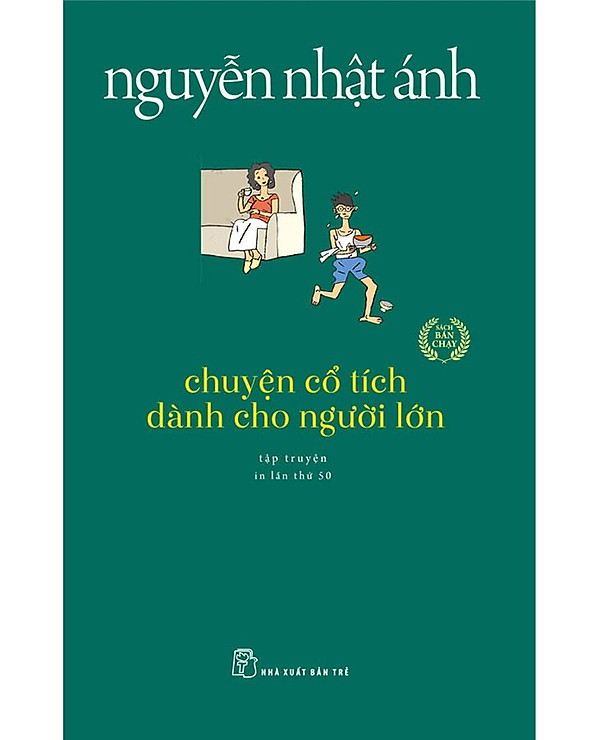 nguyễn nhật ánh
SÁCH
BÁN
CHẠY
chuyện cổ tích
dành cho người lớn
tập truyện
in lần thứ 50
T
NHÀ XUẤT BẢN TRẺ